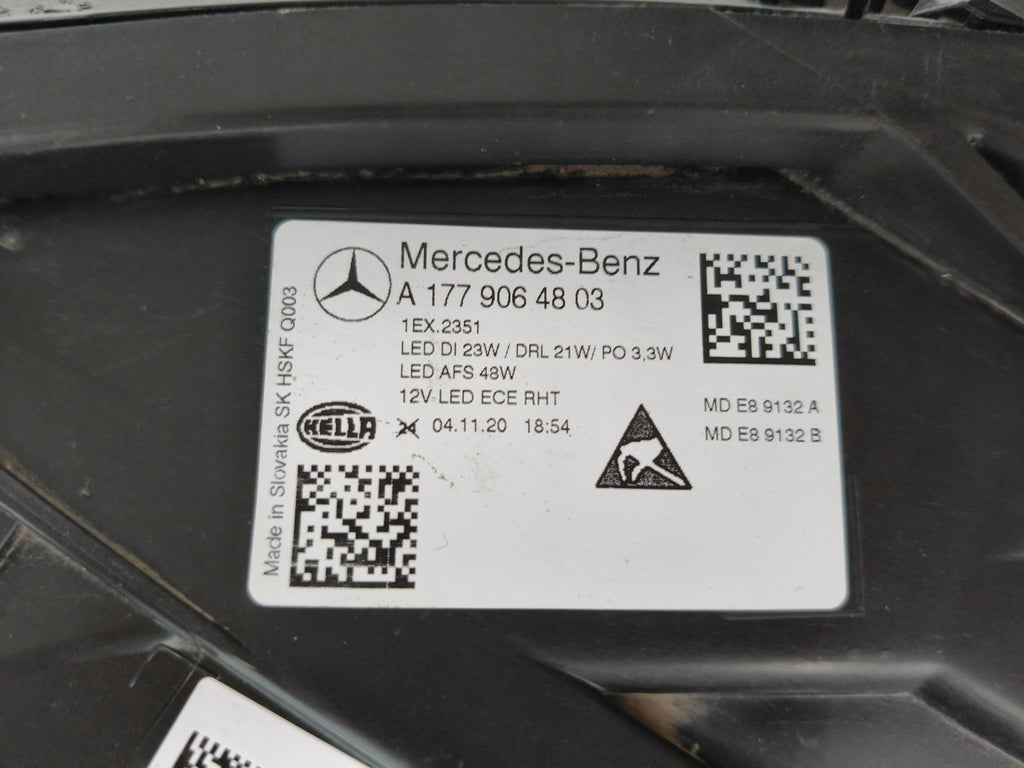 Mercedes-Benz
A 177 906 48 03
1EX.2351
LED DI 23W / DRL 21W/ PO 3,3W
LED AFS 48W
12V LED ECE RHT
HELLA 24 04.11.20 18:54
MD E8 9132 A
MD E8 9132 B
Made in Slovakia SK HSKF Q003